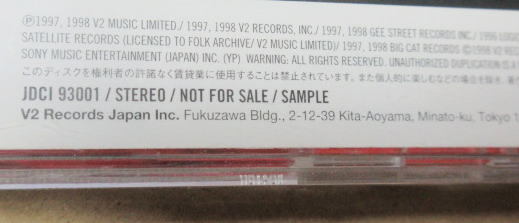 ℗1997, 1998 V2 MUSIC LIMITED./ 1997, 1998 V2 RECORDS, INC./ 1997, 1998 GEE STREET RECORDS INC./ 1996
SATELLITE RECORDS (LICENSED TO FOLK ARCHIVE/ V2 MUSIC LIMITED)/ 1997, 1998 BIG CAT RECORDS ©1998 V2
SONY MUSIC ENTERTAINMENT (JAPAN) INC. (YP) WARNING: ALL RIGHTS RESERVED. UNAUTHORIZED DUPLICATION IS A
このディスクを権利者の許諾なく賃貸業に使用することは禁止されています。また個人的に楽しむなどの場合を除き、
JDCI 93001 / STEREO / NOT FOR SALE / SAMPLE
V2 Records Japan Inc. Fukuzawa Bldg., 2-12-39 Kita-Aoyama, Minato-ku, Tokyo